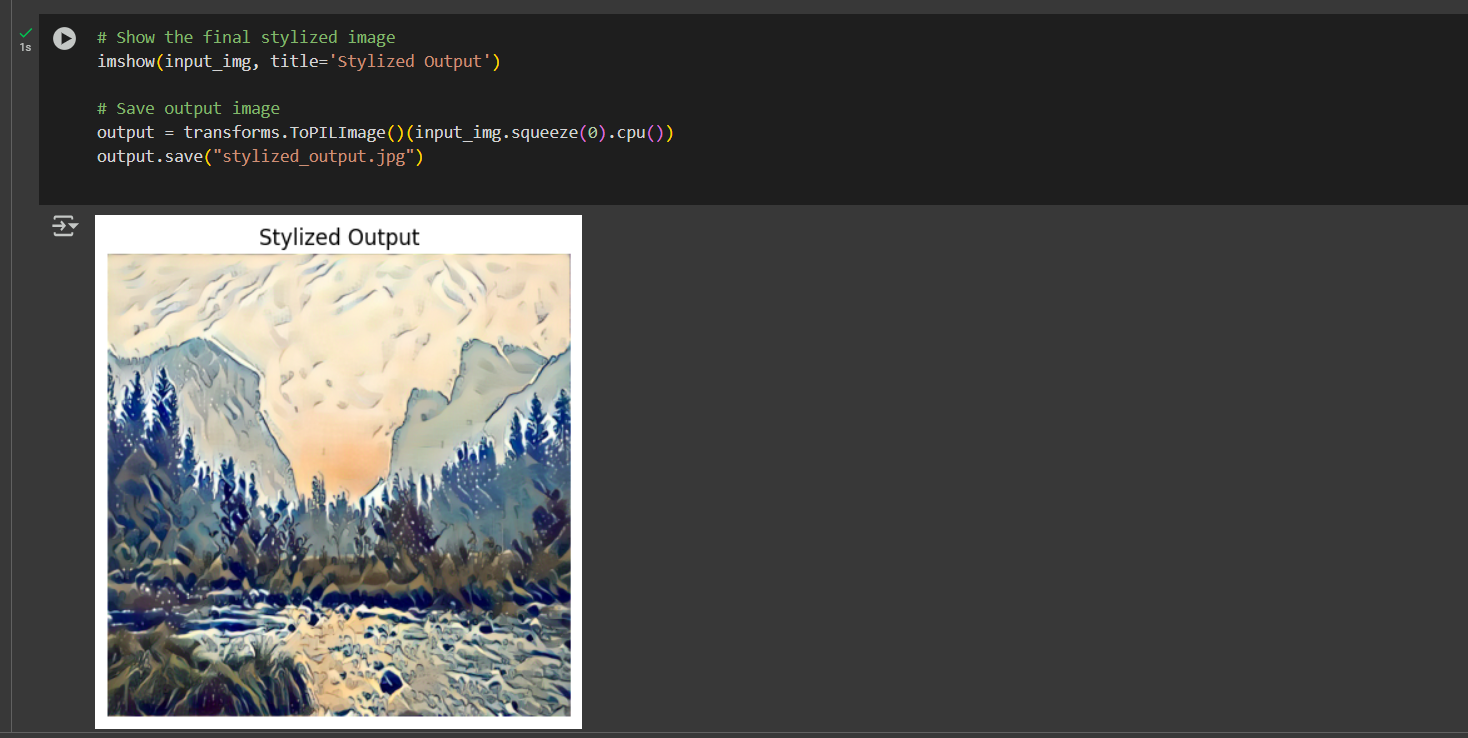 # Show the final stylized image
1s
imshow(input_img, title='Stylized Output')
# Save output image
output = transforms.ToPILImage()(input_img.squeeze(0).cpu())
output.save("stylized_output.jpg")
Stylized Output